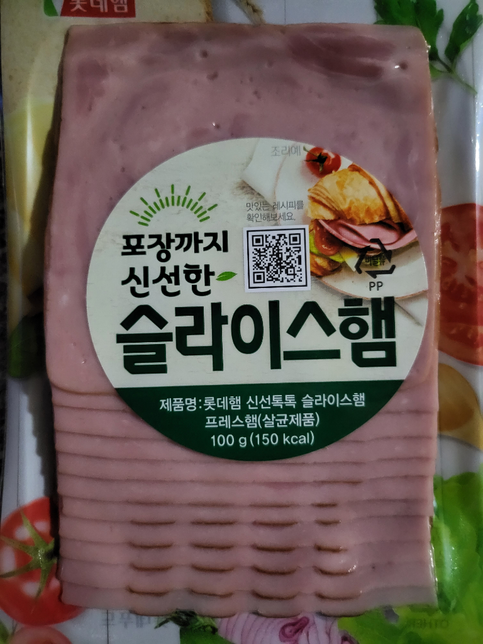 롯데햄
조리예
맛있는 레시피를
확인해보세요.
포장까지
신선한
슬라이스햄
PP
제품명:롯데햄 신선톡톡 슬라이스햄
프레스햄(살균제품)
100 g (150 kcal)